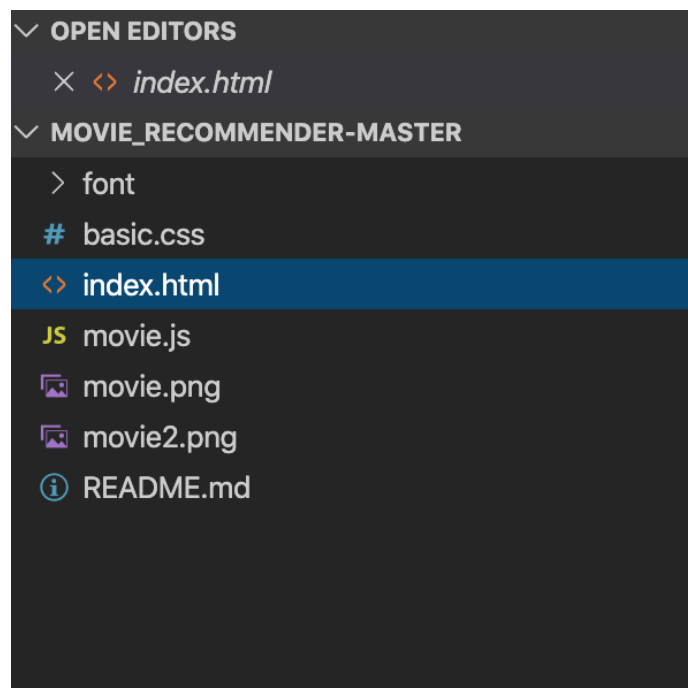 OPEN EDITORS
index.html
MOVIE_RECOMMENDER-MASTER
font
# basic.css
<> index.html
JS movie.js
movie.png
movie2.png
README.md